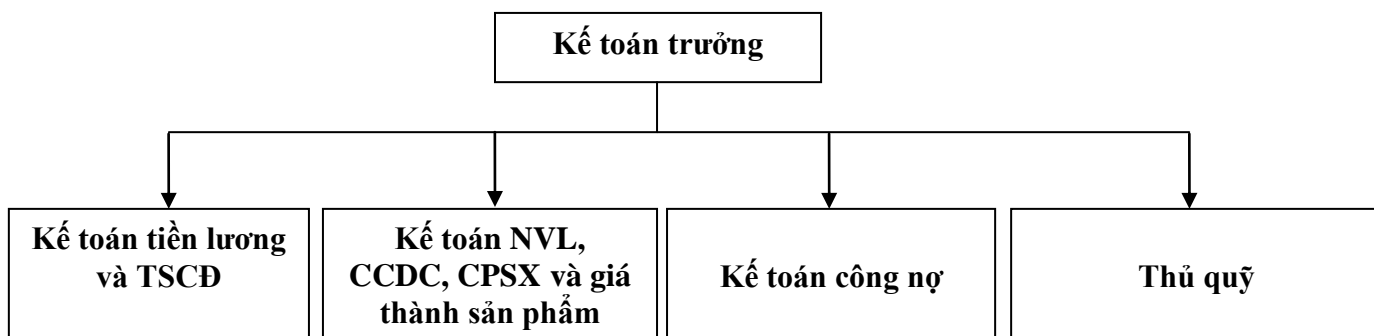 Kế toán trưởng
Kế toán tiền lương
và TSCĐ
Kế toán NVL,
CCDC, CPSX và giá
thành sản phẩm
Kế toán công nợ
Thủ quỹ